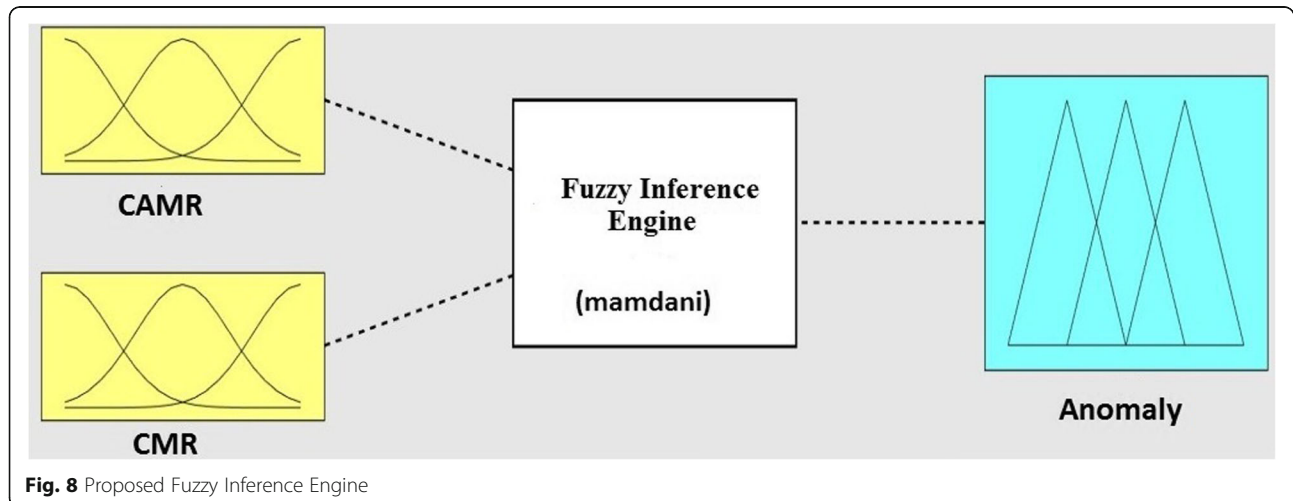 CAMR
CMR
Fuzzy Inference
Engine
(mamdani)
Anomaly
Fig. 8 Proposed Fuzzy Inference Engine